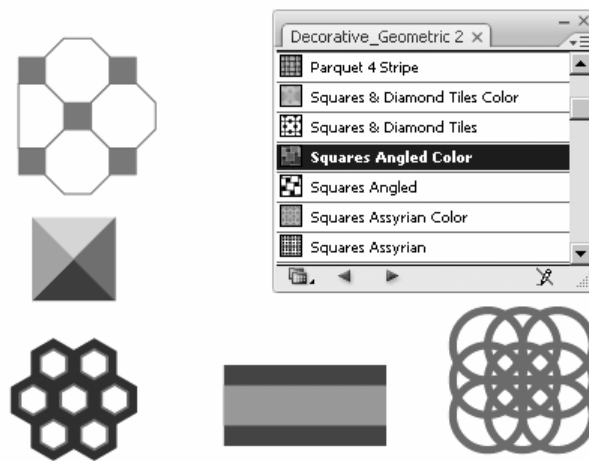 Decorative_Geometric 2
Parquet 4 Stripe
Squares & Diamond Tiles Color
Squares & Diamond Tiles
Squares Angled Color
Squares Angled
Squares Assyrian Color
Squares Assyrian